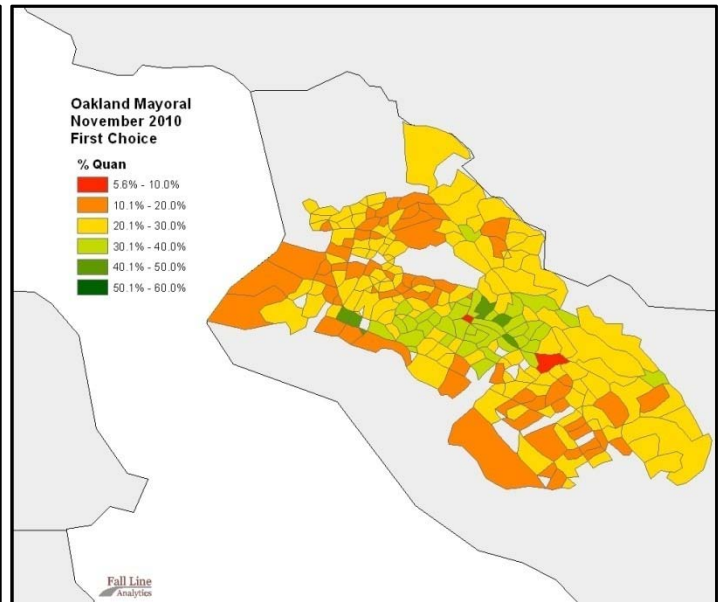 Oakland Mayoral
November 2010
First Choice
% Quan
5.6% - 10.0%
10.1% - 20.0%
20.1% - 30.0%
30.1% - 40.0%
40.1% - 50.0%
50.1% - 60.0%
Fall Line
Analytics